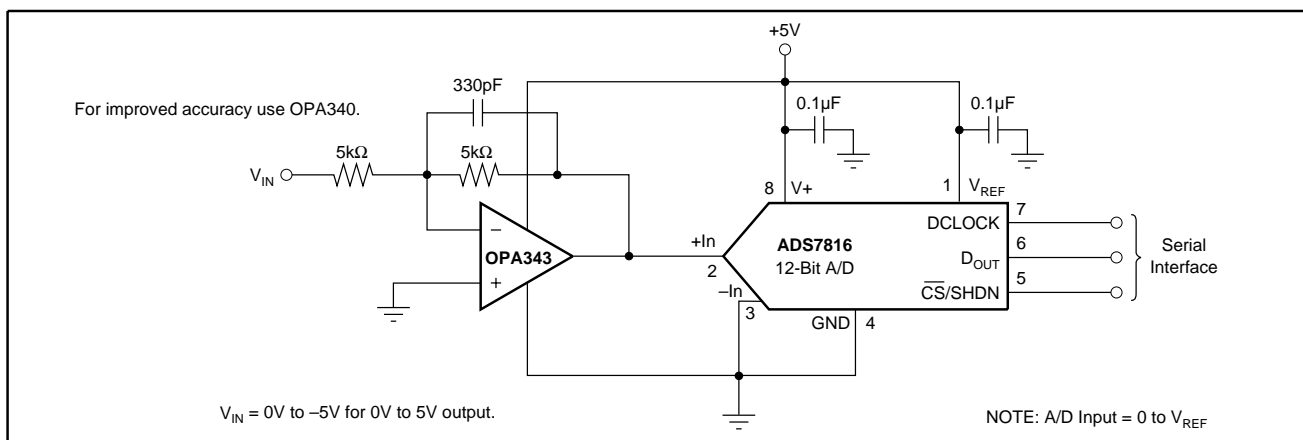 +5V
330pF
For improved accuracy use OPA340.
0.1µF
0.1µF
5kΩ
5kΩ
V_IN
8
V+
1
V_REF
DCLOCK
7
–
OPA343
+
+In
2
ADS7816
12-Bit A/D
D_OUT
6
Serial
Interface
–In
3
C̅S̅/SHDN
5
GND
4
V_IN = 0V to –5V for 0V to 5V output.
NOTE: A/D Input = 0 to V_REF